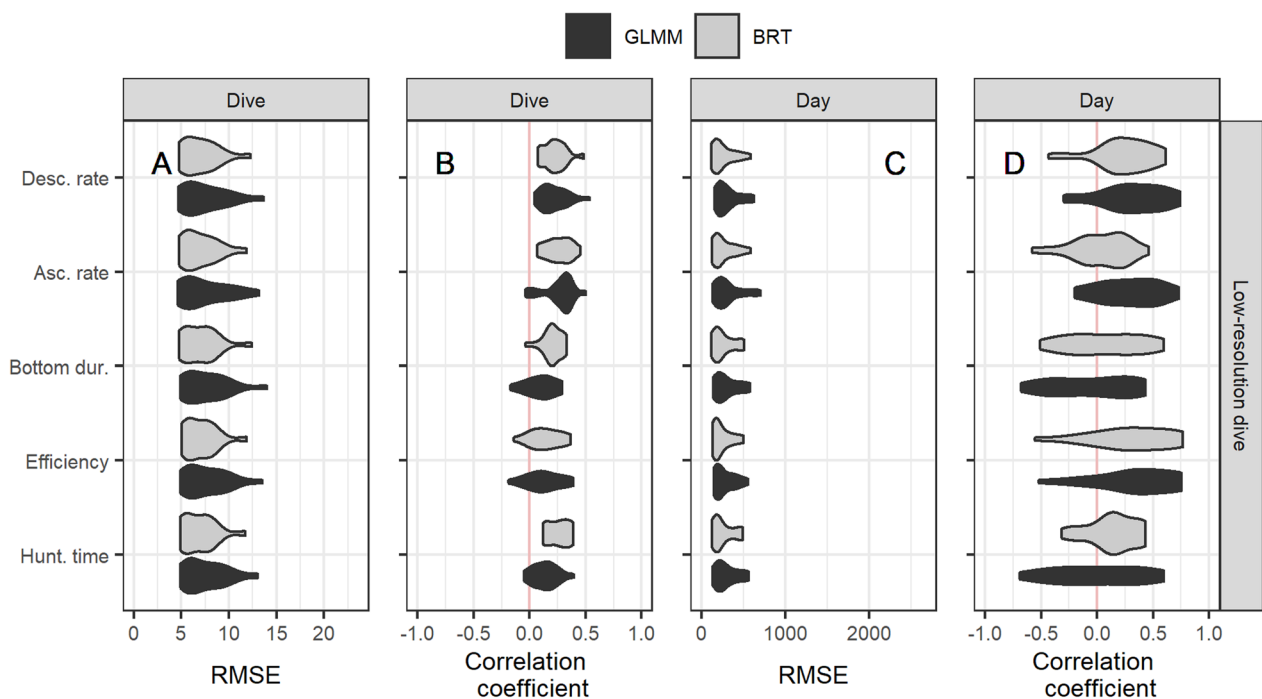 GLMM BRT
Dive Dive Day Day
A B C D
Desc. rate
Asc. rate
Bottom dur.
Efficiency
Hunt. time
Low-resolution dive
0 5 10 15 20 -1.0 -0.5 0.0 0.5 1.0 0 1000 2000 -1.0 -0.5 0.0 0.5 1.0
RMSE Correlation coefficient RMSE Correlation coefficient